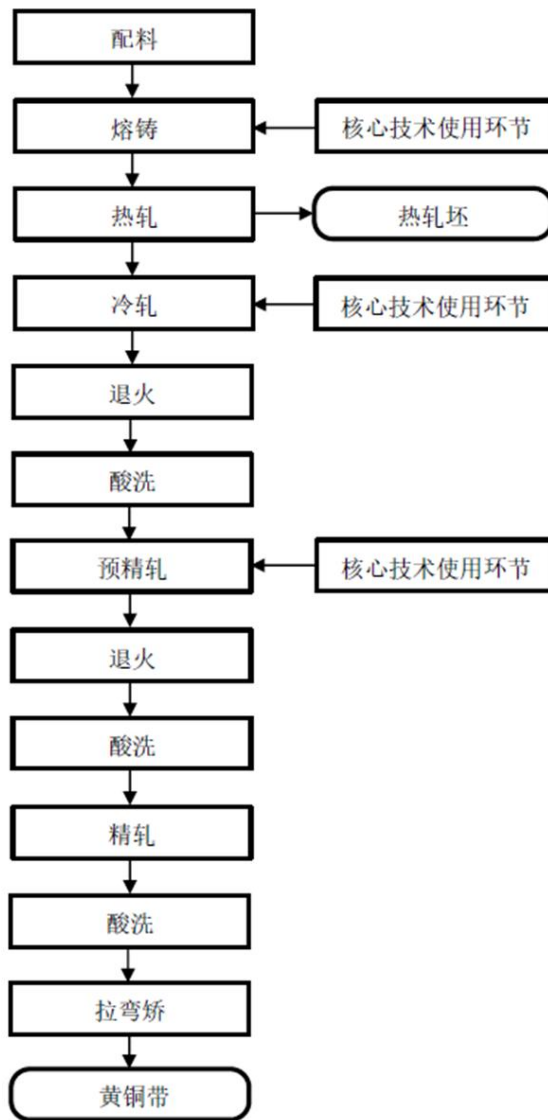 配料
熔铸
核心技术使用环节
热轧
热轧坯
冷轧
核心技术使用环节
退火
酸洗
预精轧
核心技术使用环节
退火
酸洗
精轧
酸洗
拉弯矫
黄铜带